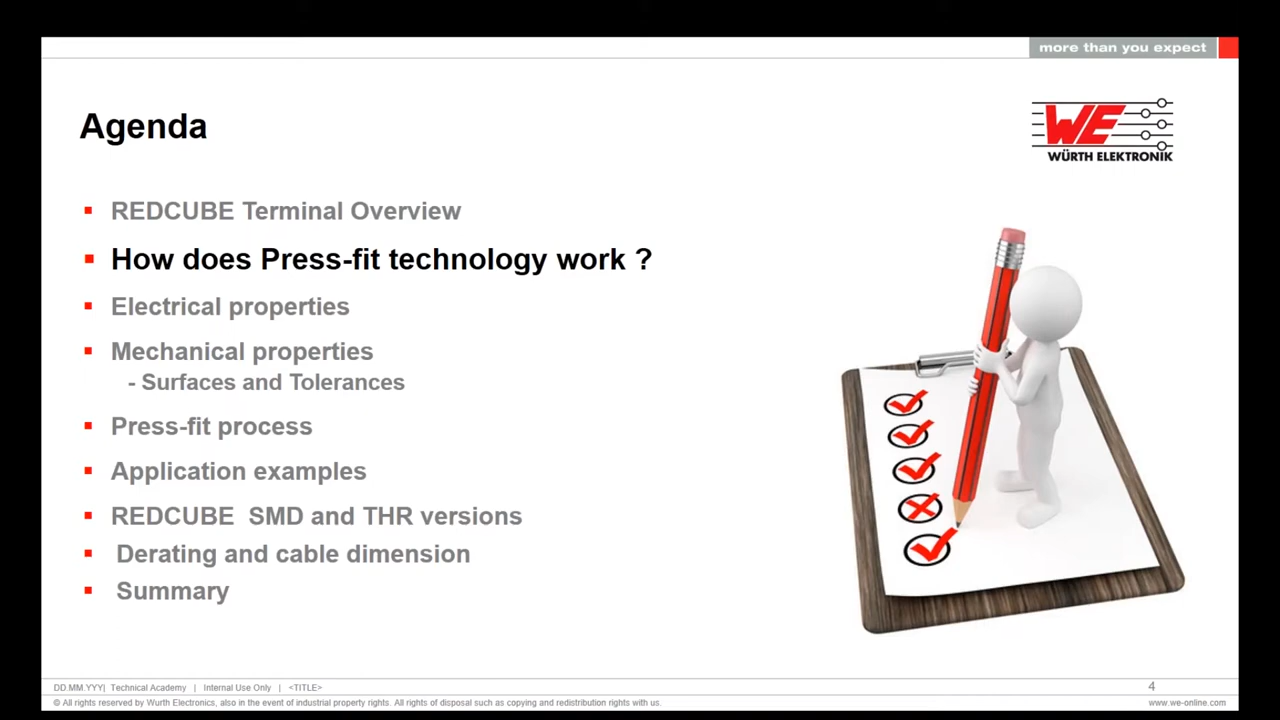 more than you expect
Agenda
WE
WÜRTH ELEKTRONIK
▪ REDCUBE Terminal Overview
▪ How does Press-fit technology work ?
▪ Electrical properties
▪ Mechanical properties
- Surfaces and Tolerances
▪ Press-fit process
▪ Application examples
▪ REDCUBE  SMD and THR versions
▪ Derating and cable dimension
▪ Summary
DD.MM.YYY| Technical Academy | Internal Use Only | <TITLE>
4
© All rights reserved by Wurth Electronics, also in the event of industrial property rights. All rights of disposal such as copying and redistribution rights with us.
www.we-online.com